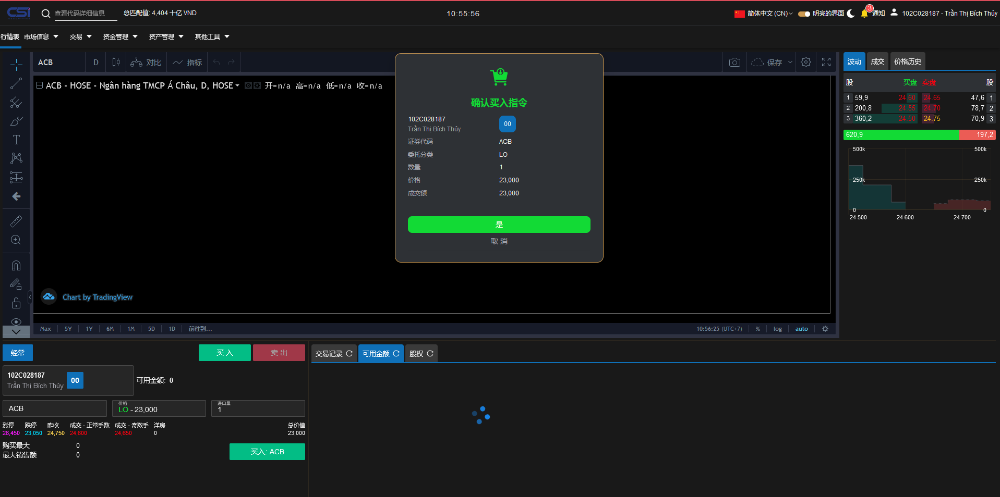 CSI
查看代码详细信息
总匹配值: 4,404 十亿 VND
10:55:56
简体中文 (CN)
明亮的界面
3
通知
102C028187 - Trần Thị Bích Thúy
行情表 市场信息 交易 资金管理 资产管理 其他工具
ACB D 对比 指标 保存
ACB - HOSE - Ngân hàng TMCP Á Châu, D, HOSE 开=n/a 高=n/a 低=n/a 收=n/a
Chart by TradingView
Max 5Y 1Y 6M 1M 5D 1D 前往到...
10:56:25 (UTC+7) % log auto
确认买入指令
102C028187
Trần Thị Bích Thúy
00
证券代码 ACB
委托分类 LO
数量 1
价格 23,000
成交额 23,000
是
取 消
波动 成交 价格历史
股 买盘 卖盘 股
1 59,9 24.60 24.65 47,6 1
2 200,8 24.55 24.70 78,7 2
3 360,2 24.50 24.75 70,9 3
620,9 197,2
500k 500k
250k 250k
0 0
24 500 24 600 24 700
经常 买 入 卖 出
102C028187
Trần Thị Bích Thúy
00
可用金额: 0
ACB
价格
LO - 23,000
进口量
1
涨停 跌停 昨收 成交 - 正常手数 成交 - 奇数手 洋房 总价值
26,450 23,050 24,750 24,600 24,650 0 23,000
购买最大 0
最大销售额 0
买入: ACB
交易记录 可用金额 股权